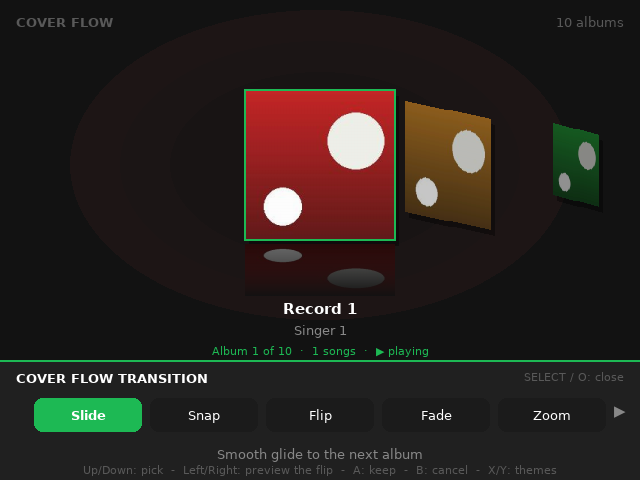 COVER FLOW
10 albums
Record 1
Singer 1
Album 1 of 10 · 1 songs · ▶ playing
COVER FLOW TRANSITION
SELECT / O: close
Slide Snap Flip Fade Zoom ▶
Smooth glide to the next album
Up/Down: pick - Left/Right: preview the flip - A: keep - B: cancel - X/Y: themes